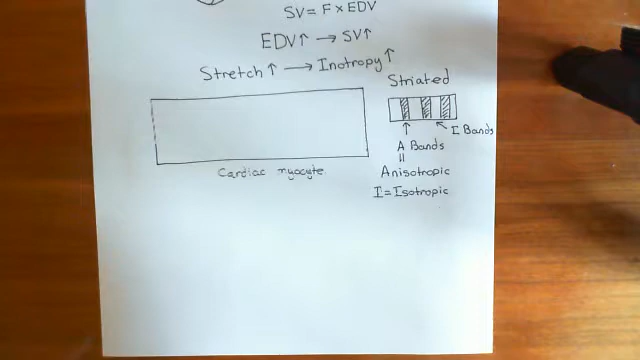 SV = F × EDV
EDV↑ → SV↑
Stretch↑ → Inotropy↑
Striated
I Bands
A Bands
=
Anisotropic
I = Isotropic
Cardiac myocyte